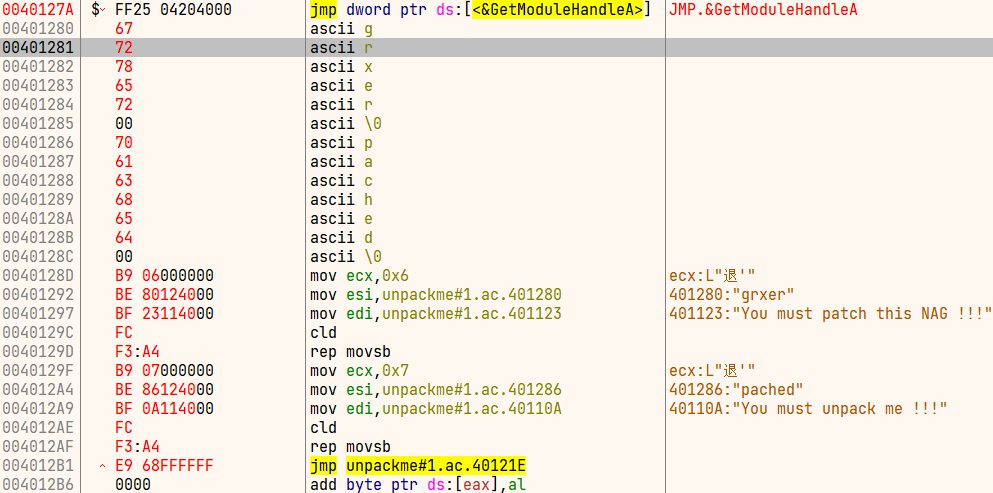 0040127A $ FF25 04204000 jmp dword ptr ds:[<&GetModuleHandleA>] JMP.&GetModuleHandleA
00401280 67 ascii g
00401281 72 ascii r
00401282 78 ascii x
00401283 65 ascii e
00401284 72 ascii r
00401285 00 ascii \0
00401286 70 ascii p
00401287 61 ascii a
00401288 63 ascii c
00401289 68 ascii h
0040128A 65 ascii e
0040128B 64 ascii d
0040128C 00 ascii \0
0040128D B9 06000000 mov ecx,0x6 ecx:L"退'"
00401292 BE 80124000 mov esi,unpackme#1.ac.401280 401280:"grxer"
00401297 BF 23114000 mov edi,unpackme#1.ac.401123 401123:"You must patch this NAG !!!"
0040129C FC cld
0040129D F3:A4 rep movsb
0040129F B9 07000000 mov ecx,0x7 ecx:L"退'"
004012A4 BE 86124000 mov esi,unpackme#1.ac.401286 401286:"pached"
004012A9 BF 0A114000 mov edi,unpackme#1.ac.40110A 40110A:"You must unpack me !!!"
004012AE FC cld
004012AF F3:A4 rep movsb
004012B1 E9 68FFFFFF jmp unpackme#1.ac.40121E
004012B6 0000 add byte ptr ds:[eax],al